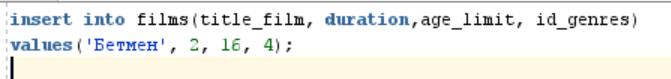 insert into films(title_film, duration,age_limit, id_genres)
values('Бетмен', 2, 16, 4);